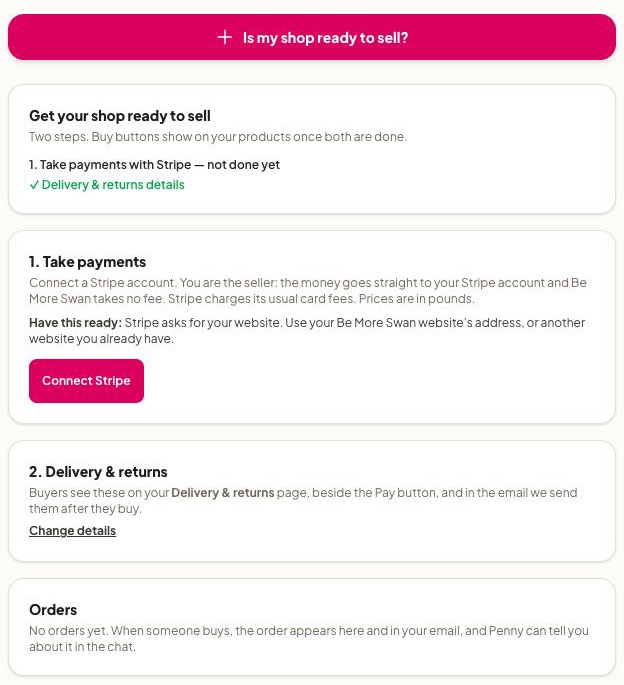 Is my shop ready to sell?
Get your shop ready to sell
Two steps. Buy buttons show on your products once both are done.
1. Take payments with Stripe — not done yet
✓ Delivery & returns details
1. Take payments
Connect a Stripe account. You are the seller: the money goes straight to your Stripe account and Be
More Swan takes no fee. Stripe charges its usual card fees. Prices are in pounds.
Have this ready: Stripe asks for your website. Use your Be More Swan website's address, or another
website you already have.
Connect Stripe
2. Delivery & returns
Buyers see these on your Delivery & returns page, beside the Pay button, and in the email we send
them after they buy.
Change details
Orders
No orders yet. When someone buys, the order appears here and in your email, and Penny can tell you
about it in the chat.